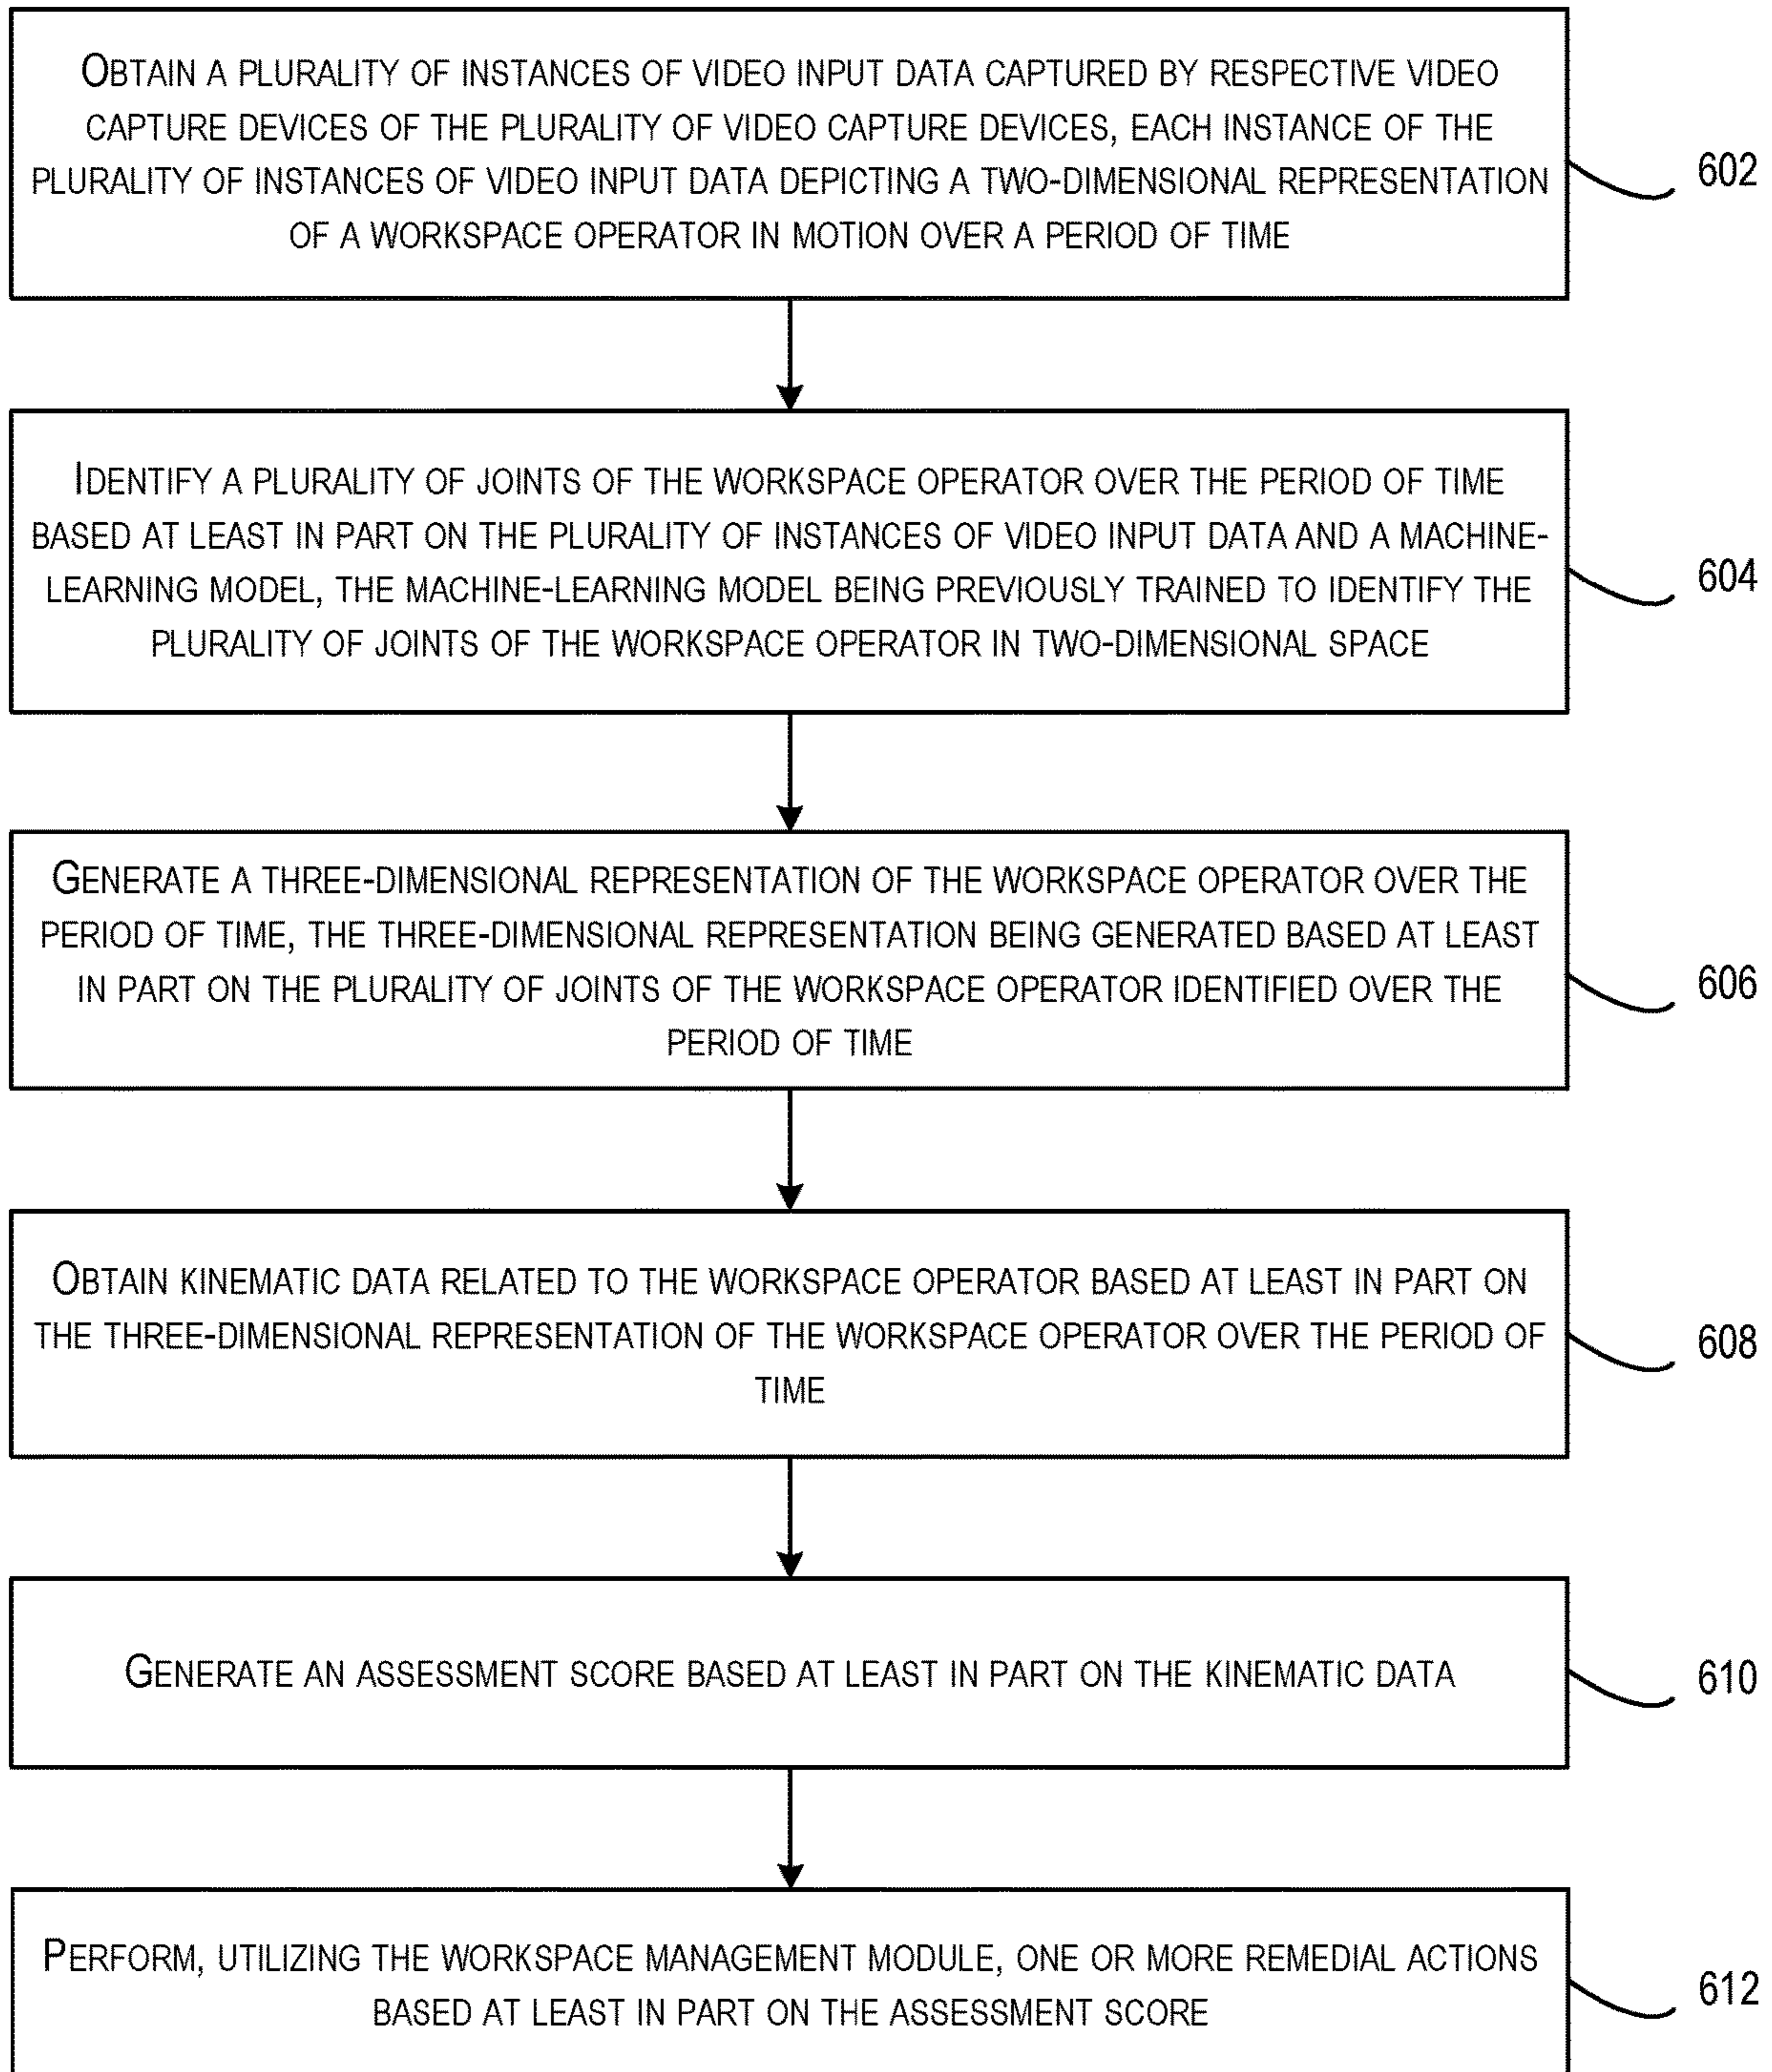 Obtain a plurality of instances of video input data captured by respective video
capture devices of the plurality of video capture devices, each instance of the
plurality of instances of video input data depicting a two-dimensional representation
of a workspace operator in motion over a period of time
602
Identify a plurality of joints of the workspace operator over the period of time
based at least in part on the plurality of instances of video input data and a machine-
learning model, the machine-learning model being previously trained to identify the
plurality of joints of the workspace operator in two-dimensional space
604
Generate a three-dimensional representation of the workspace operator over the
period of time, the three-dimensional representation being generated based at least
in part on the plurality of joints of the workspace operator identified over the
period of time
606
Obtain kinematic data related to the workspace operator based at least in part on
the three-dimensional representation of the workspace operator over the period of
time
608
Generate an assessment score based at least in part on the kinematic data
610
Perform, utilizing the workspace management module, one or more remedial actions
based at least in part on the assessment score
612